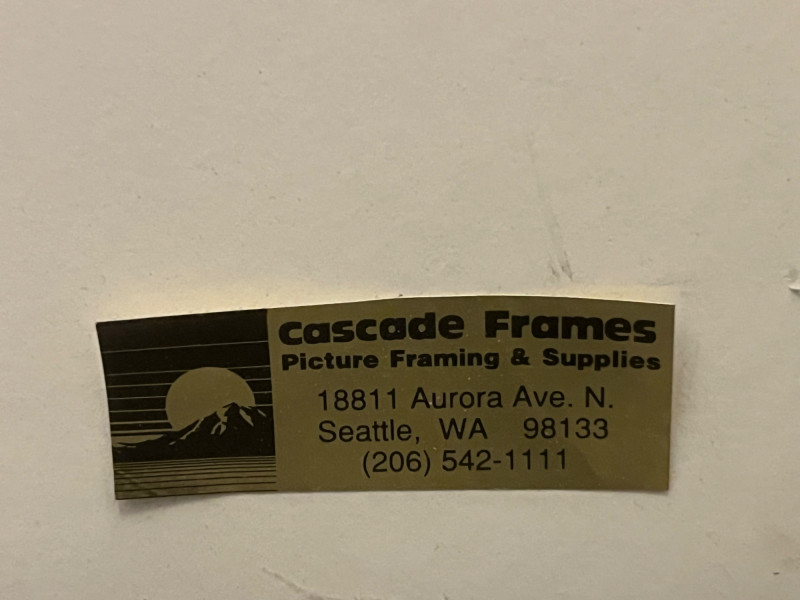 Cascade Frames
Picture Framing & Supplies
18811 Aurora Ave. N.
Seattle, WA 98133
(206) 542-1111